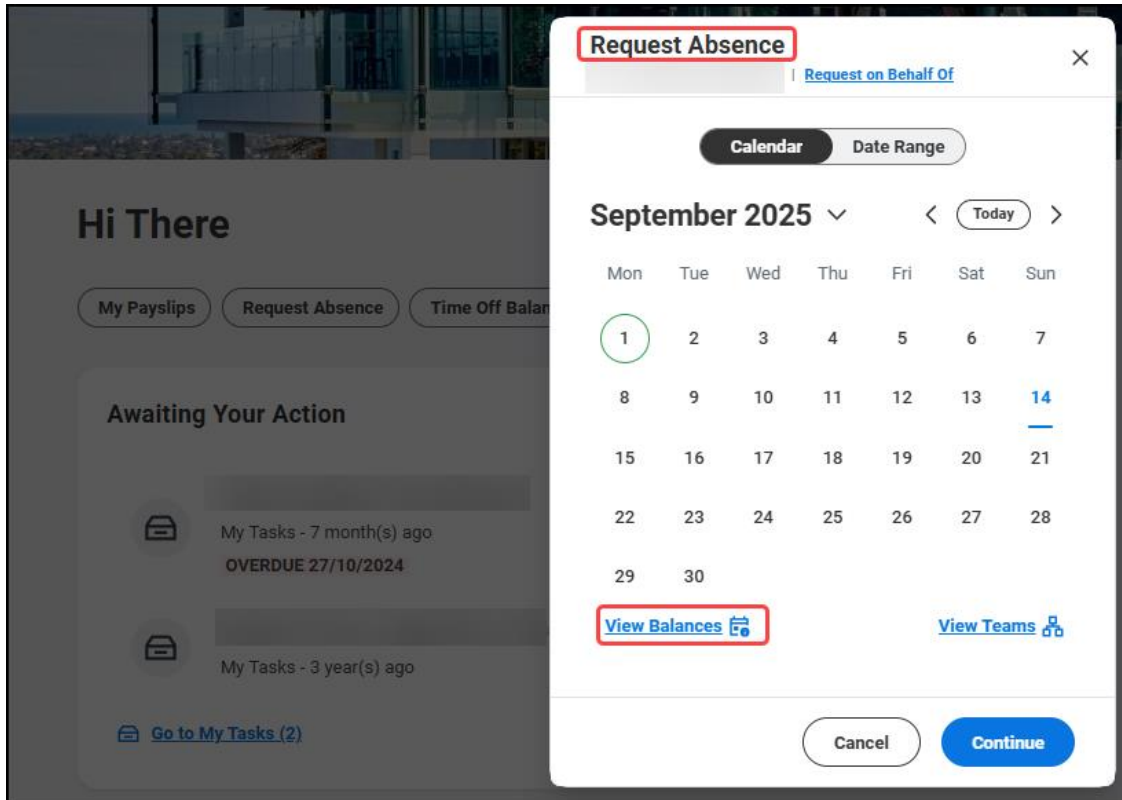 Request Absence
| Request on Behalf Of
Calendar Date Range
September 2025
Today
Mon Tue Wed Thu Fri Sat Sun
1 2 3 4 5 6 7
8 9 10 11 12 13 14
15 16 17 18 19 20 21
22 23 24 25 26 27 28
29 30
View Balances View Teams
Cancel Continue
Hi There
My Payslips Request Absence Time Off Balan
Awaiting Your Action
My Tasks - 7 month(s) ago
OVERDUE 27/10/2024
My Tasks - 3 year(s) ago
Go to My Tasks (2)